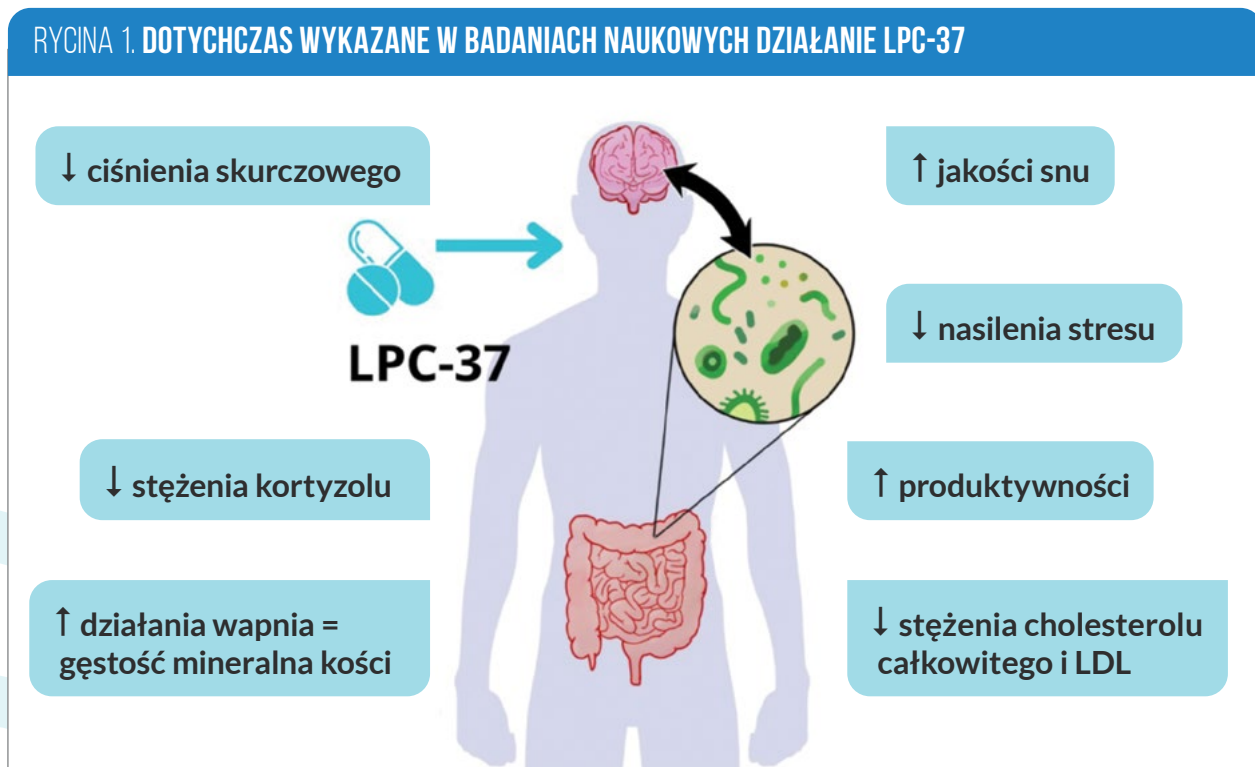 RYCINA 1. DOTYCHCZAS WYKAZANE W BADANIACH NAUKOWYCH DZIAŁANIE LPC-37
↓ ciśnienia skurczowego
↑ jakości snu
↓ nasilenia stresu
LPC-37
↓ stężenia kortyzolu
↑ produktywności
↑ działania wapnia =
gęstość mineralna kości
↓ stężenia cholesterolu
całkowitego i LDL